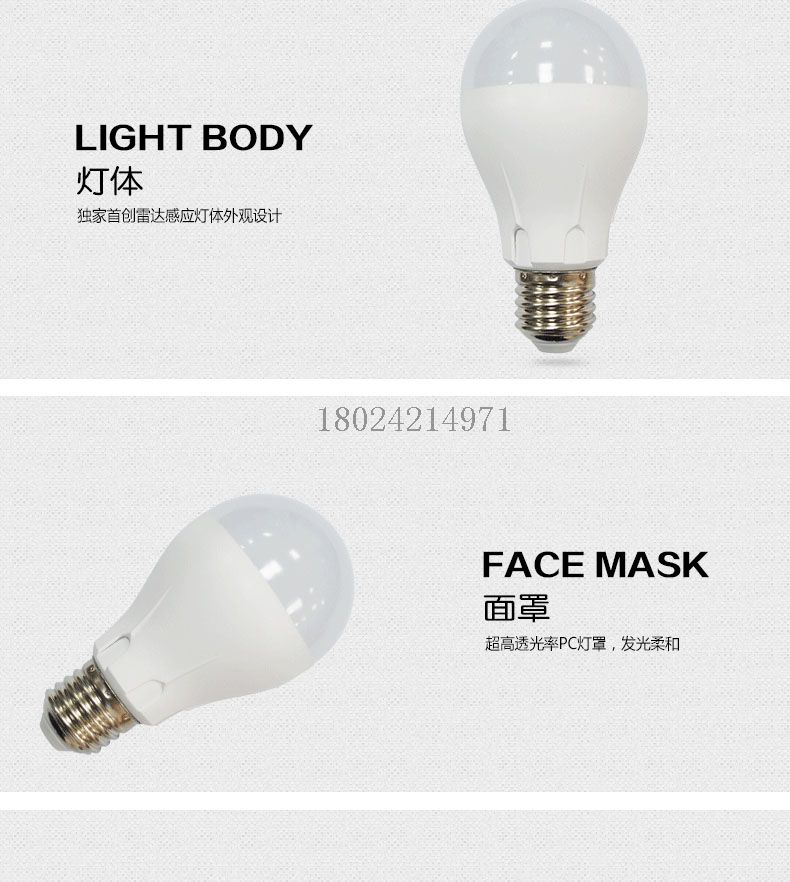 LIGHT BODY
灯体
独家首创雷达感应灯体外观设计
18024214971
FACE MASK
面罩
超高透光率PC灯罩，发光柔和